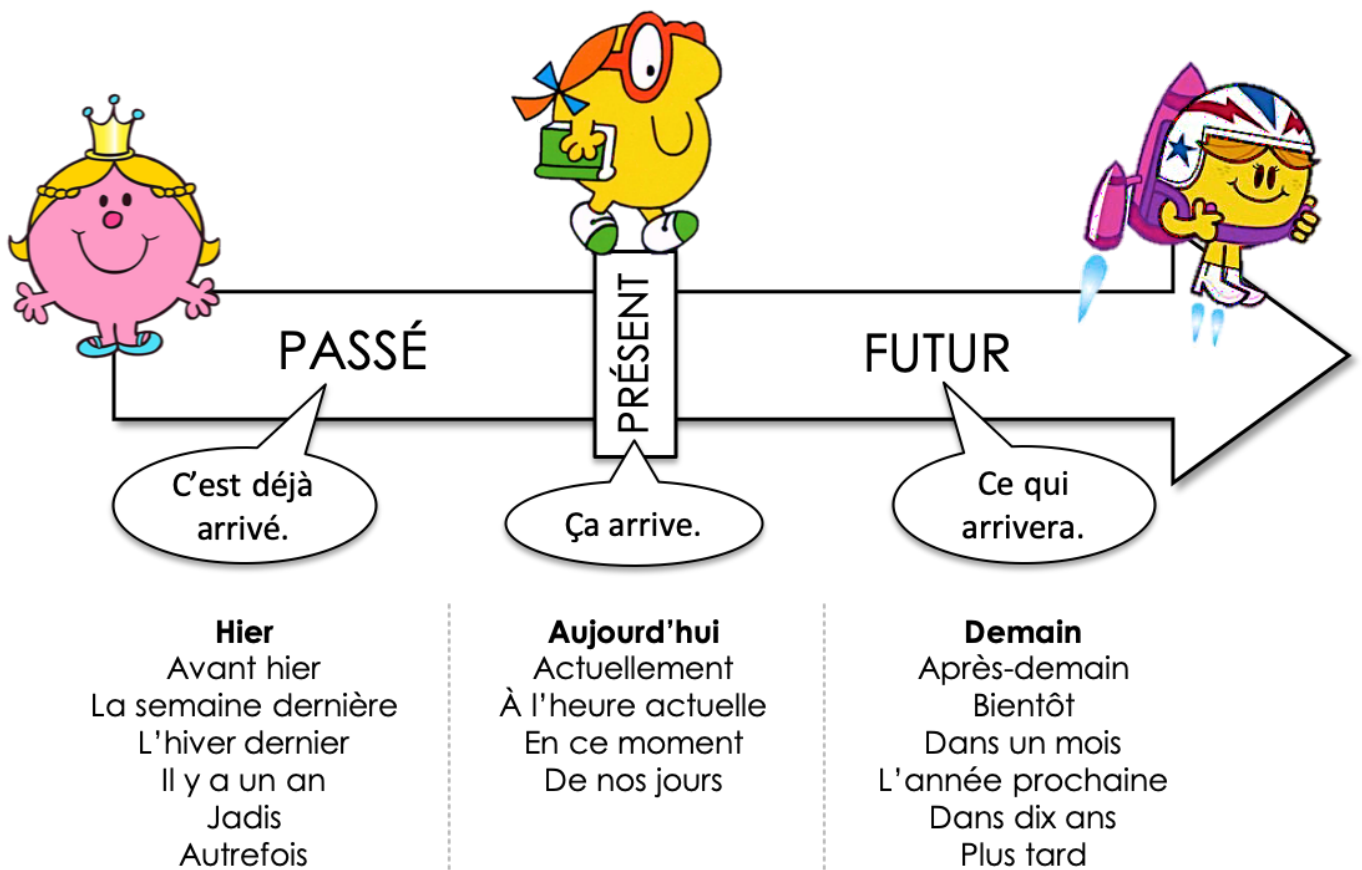 PASSÉ
PRÉSENT
FUTUR
C'est déjà
arrivé.
Ça arrive.
Ce qui
arrivera.
Hier
Avant hier
La semaine dernière
L'hiver dernier
Il y a un an
Jadis
Autrefois
Aujourd'hui
Actuellement
À l'heure actuelle
En ce moment
De nos jours
Demain
Après-demain
Bientôt
Dans un mois
L'année prochaine
Dans dix ans
Plus tard